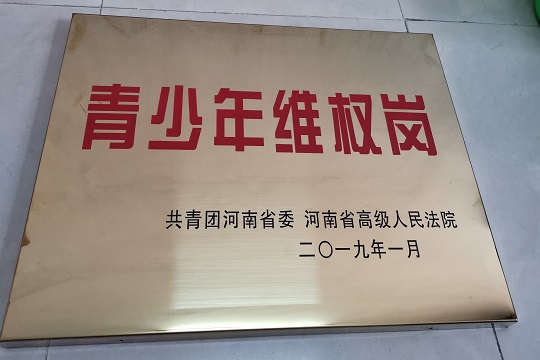 青少年维权岗
共青团河南省委 河南省高级人民法院
二〇一九年一月